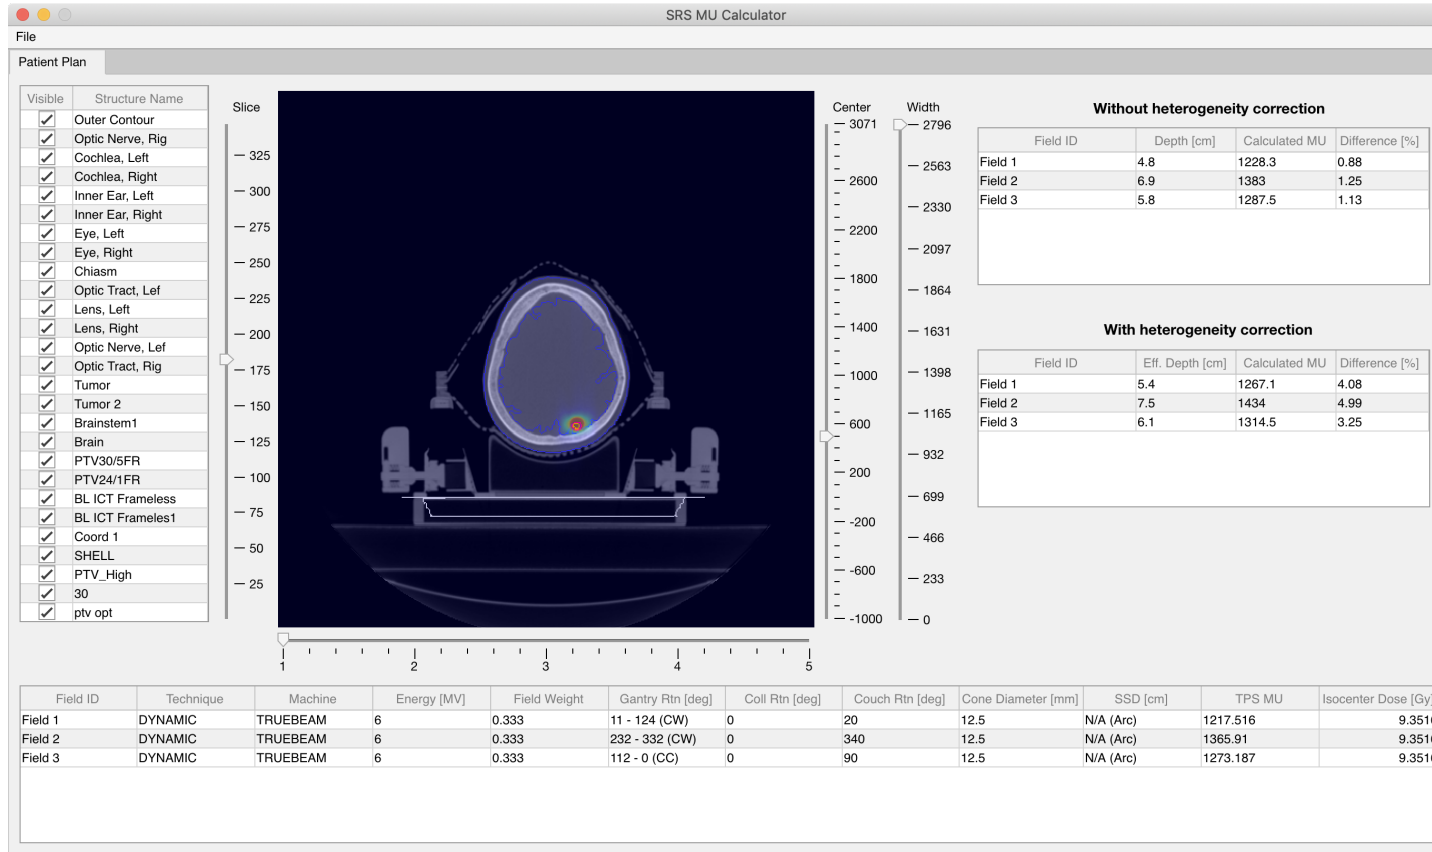 SRS MU Calculator
File
Patient Plan
Visible Structure Name
Outer Contour
Optic Nerve, Rig
Cochlea, Left
Cochlea, Right
Inner Ear, Left
Inner Ear, Right
Eye, Left
Eye, Right
Chiasm
Optic Tract, Lef
Lens, Left
Lens, Right
Optic Nerve, Lef
Optic Tract, Rig
Tumor
Tumor 2
Brainstem1
Brain
PTV30/5FR
PTV24/1FR
BL ICT Frameless
BL ICT Frameles1
Coord 1
SHELL
PTV_High
30
ptv opt
Slice
325
300
275
250
225
200
175
150
125
100
75
50
25
1 2 3 4 5
Center
3071
2600
2200
1800
1400
1000
600
200
-200
-600
-1000
Width
2796
2563
2330
2097
1864
1631
1398
1165
932
699
466
233
0
Without heterogeneity correction
Field ID Depth [cm] Calculated MU Difference [%]
Field 1 4.8 1228.3 0.88
Field 2 6.9 1383 1.25
Field 3 5.8 1287.5 1.13
With heterogeneity correction
Field ID Eff. Depth [cm] Calculated MU Difference [%]
Field 1 5.4 1267.1 4.08
Field 2 7.5 1434 4.99
Field 3 6.1 1314.5 3.25
Field ID Technique Machine Energy [MV] Field Weight Gantry Rtn [deg] Coll Rtn [deg] Couch Rtn [deg] Cone Diameter [mm] SSD [cm] TPS MU Isocenter Dose [Gy]
Field 1 DYNAMIC TRUEBEAM 6 0.333 11 - 124 (CW) 0 20 12.5 N/A (Arc) 1217.516 9.351
Field 2 DYNAMIC TRUEBEAM 6 0.333 232 - 332 (CW) 0 340 12.5 N/A (Arc) 1365.91 9.351
Field 3 DYNAMIC TRUEBEAM 6 0.333 112 - 0 (CC) 0 90 12.5 N/A (Arc) 1273.187 9.351